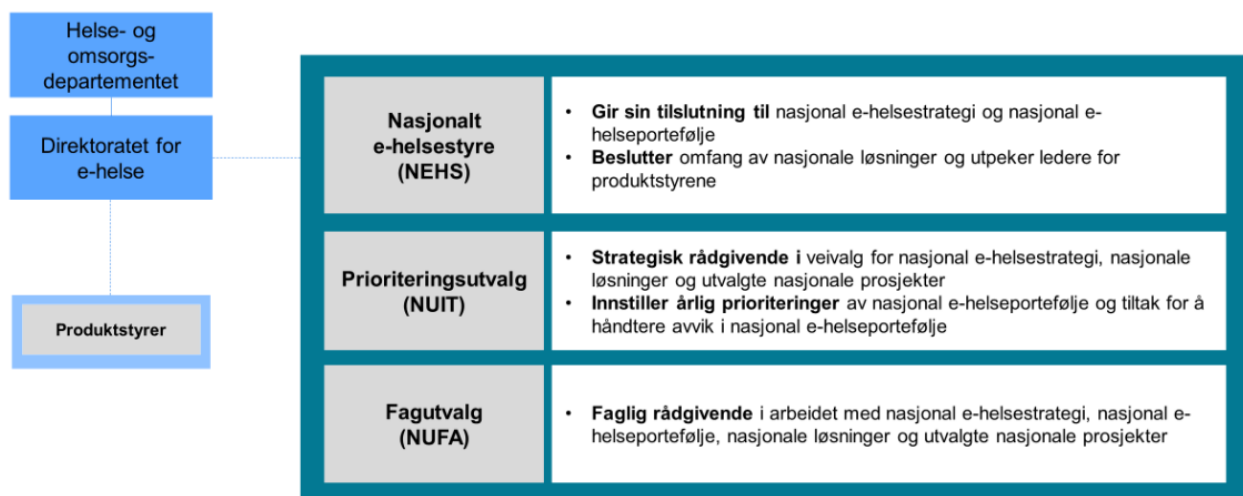 Helse- og
omsorgs-
departementet
Direktoratet for
e-helse
Produktstyrer
Nasjonalt
e-helsestyre
(NEHS)
• Gir sin tilslutning til nasjonal e-helsestrategi og nasjonal e-
helseportefølje
• Beslutter omfang av nasjonale løsninger og utpeker ledere for
produktstyrene
Prioriteringsutvalg
(NUIT)
• Strategisk rådgivende i veivalg for nasjonal e-helsestrategi, nasjonale
løsninger og utvalgte nasjonale prosjekter
• Innstiller årlig prioriteringer av nasjonal e-helseportefølje og tiltak for å
håndtere avvik i nasjonal e-helseportefølje
Fagutvalg
(NUFA)
• Faglig rådgivende i arbeidet med nasjonal e-helsestrategi, nasjonal e-
helseportefølje, nasjonale løsninger og utvalgte nasjonale prosjekter